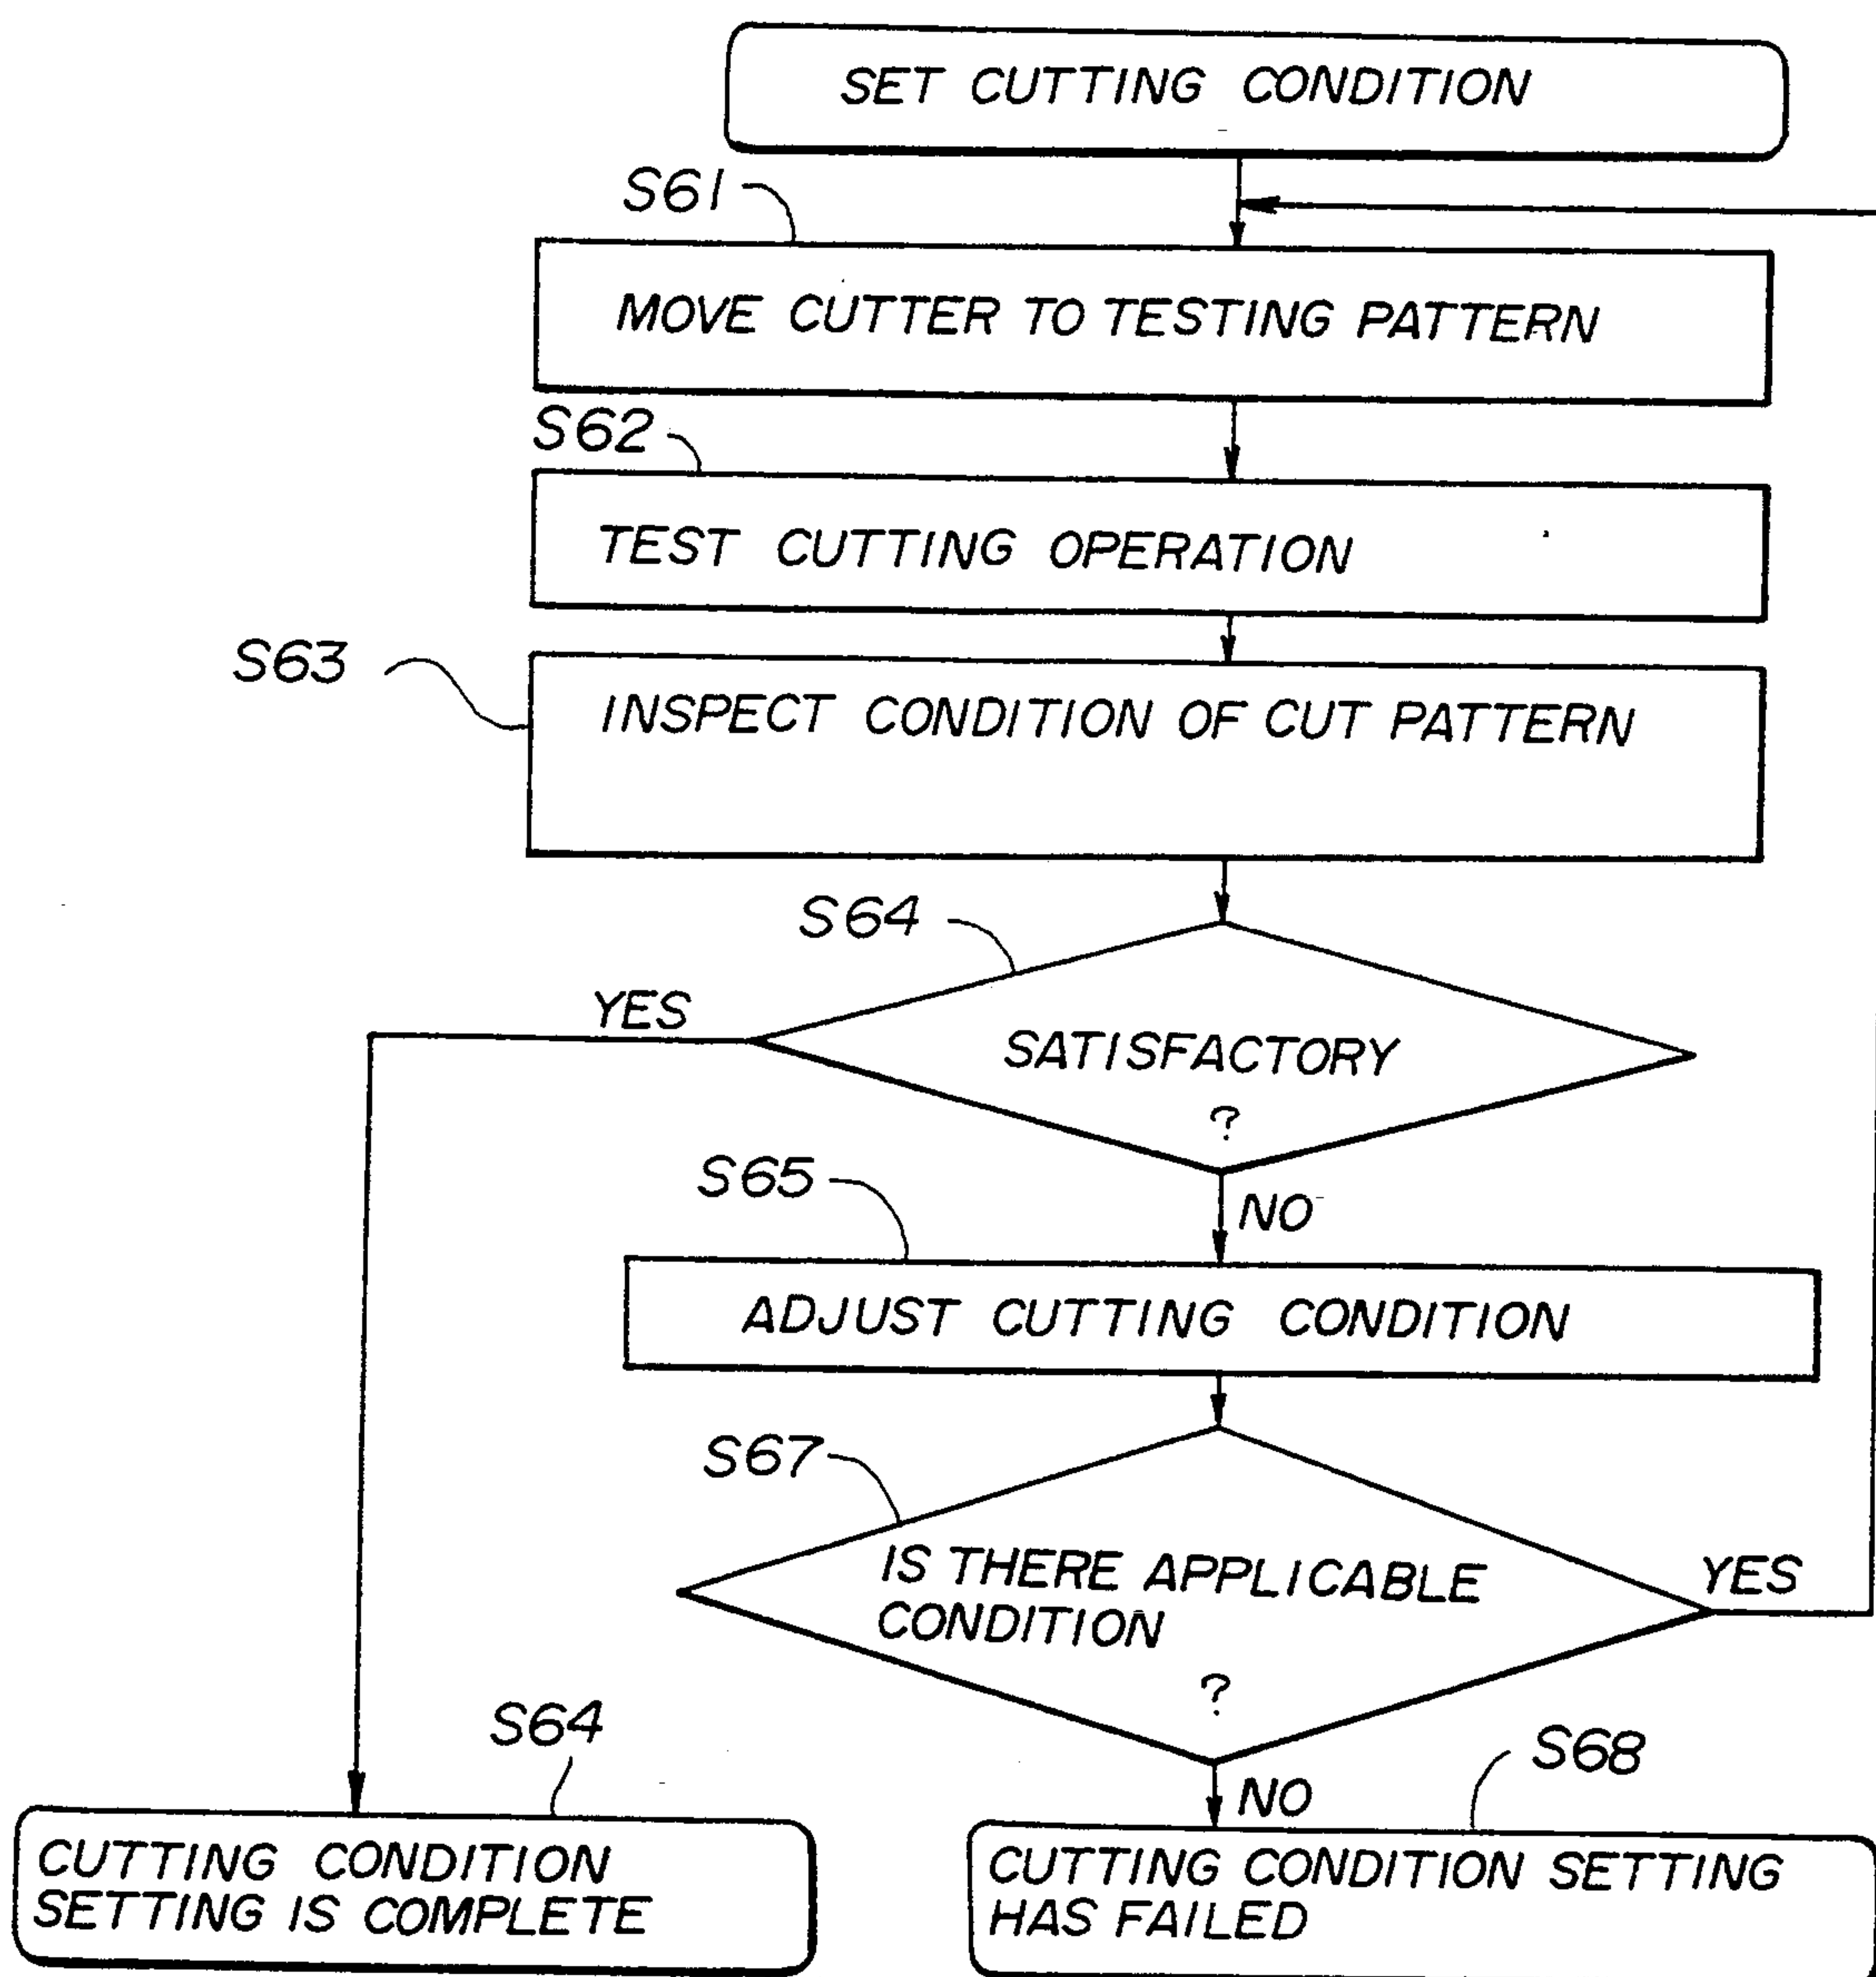 SET CUTTING CONDITION
S61
MOVE CUTTER TO TESTING PATTERN
S62
TEST CUTTING OPERATION
S63
INSPECT CONDITION OF CUT PATTERN
S64
YES
SATISFACTORY
?
S65
NO
ADJUST CUTTING CONDITION
S67
IS THERE APPLICABLE
CONDITION
?
YES
S64
NO
S68
CUTTING CONDITION
SETTING IS COMPLETE
CUTTING CONDITION SETTING
HAS FAILED